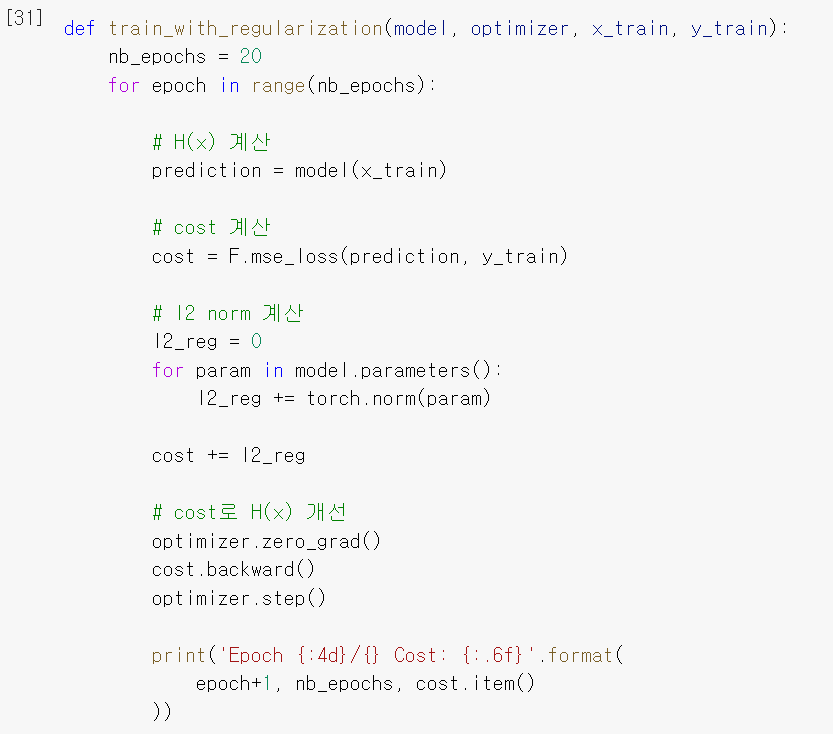 [31] def train_with_regularization(model, optimizer, x_train, y_train):
    nb_epochs = 20
    for epoch in range(nb_epochs):

        # H(x) 계산
        prediction = model(x_train)

        # cost 계산
        cost = F.mse_loss(prediction, y_train)

        # l2 norm 계산
        l2_reg = 0
        for param in model.parameters():
            l2_reg += torch.norm(param)

        cost += l2_reg

        # cost로 H(x) 개선
        optimizer.zero_grad()
        cost.backward()
        optimizer.step()

        print('Epoch {:4d}/{} Cost: {:.6f}'.format(
            epoch+1, nb_epochs, cost.item()
        ))